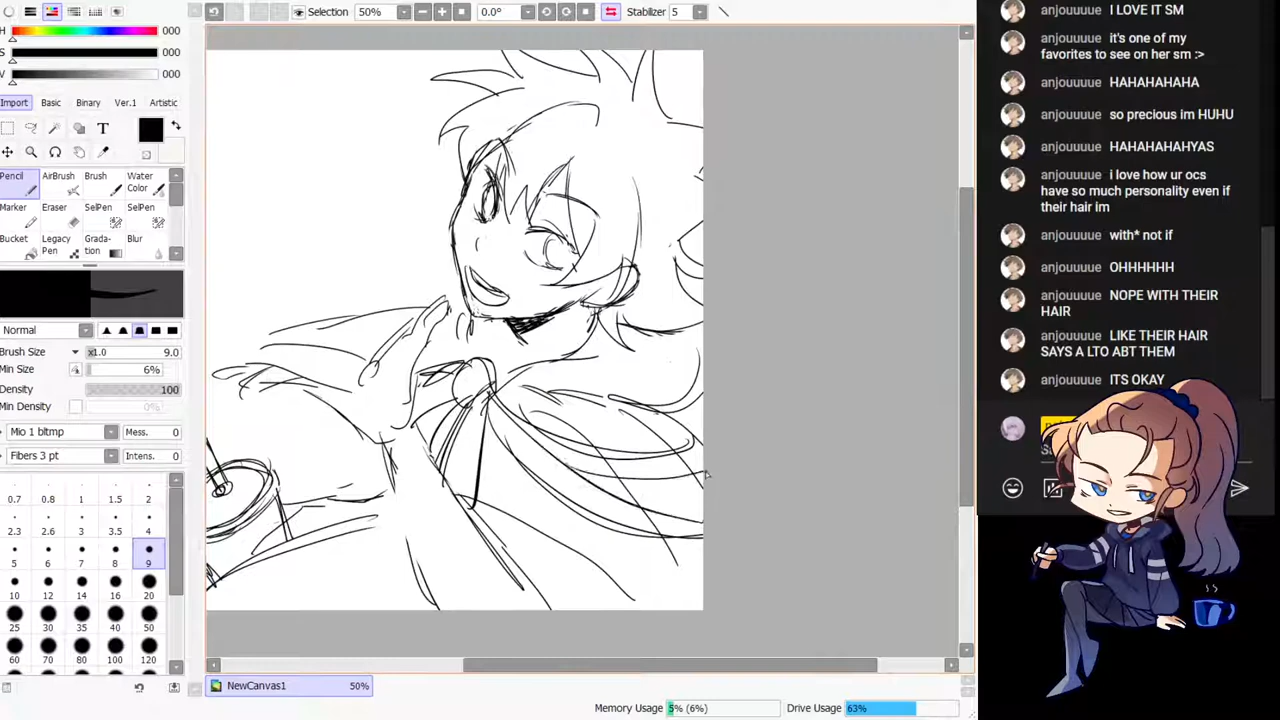 Selection 50% 0.0° Stabilizer 5
H 000
S 000
V 000
Import Basic Binary Ver.1 Artistic
T
Pencil AirBrush Brush Water Color
Marker Eraser SelPen SelPen
Bucket Legacy Pen Gradation Blur
Normal
Brush Size x1.0 9.0
Min Size 6%
Density 100
Min Density 0%
Mio 1 bltmp Mess. 0
Fibers 3 pt Intens. 0
0.7 0.8 1 1.5 2
2.3 2.6 3 3.5 4
5 6 7 8 9
10 12 14 16 20
25 30 35 40 50
60 70 80 100 120
NewCanvas1 50%
Memory Usage 5% (6%) Drive Usage 63%
anjouuuue I LOVE IT SM
anjouuuue it's one of my
favorites to see on her sm :>
anjouuuue HAHAHAHAHA
anjouuuue so precious im HUHU
anjouuuue HAHAHAHAHYAS
anjouuuue i love how ur ocs
have so much personality even if
their hair im
anjouuuue with* not if
anjouuuue OHHHHHH
anjouuuue NOPE WITH THEIR
HAIR
anjouuuue LIKE THEIR HAIR
SAYS A LTO ABT THEM
anjouuuue ITS OKAY